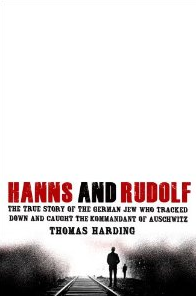 HANNS AND RUDOLF
THE TRUE STORY OF THE GERMAN JEW WHO TRACKED
DOWN AND CAUGHT THE KOMMANDANT OF AUSCHWITZ
THOMAS HARDING